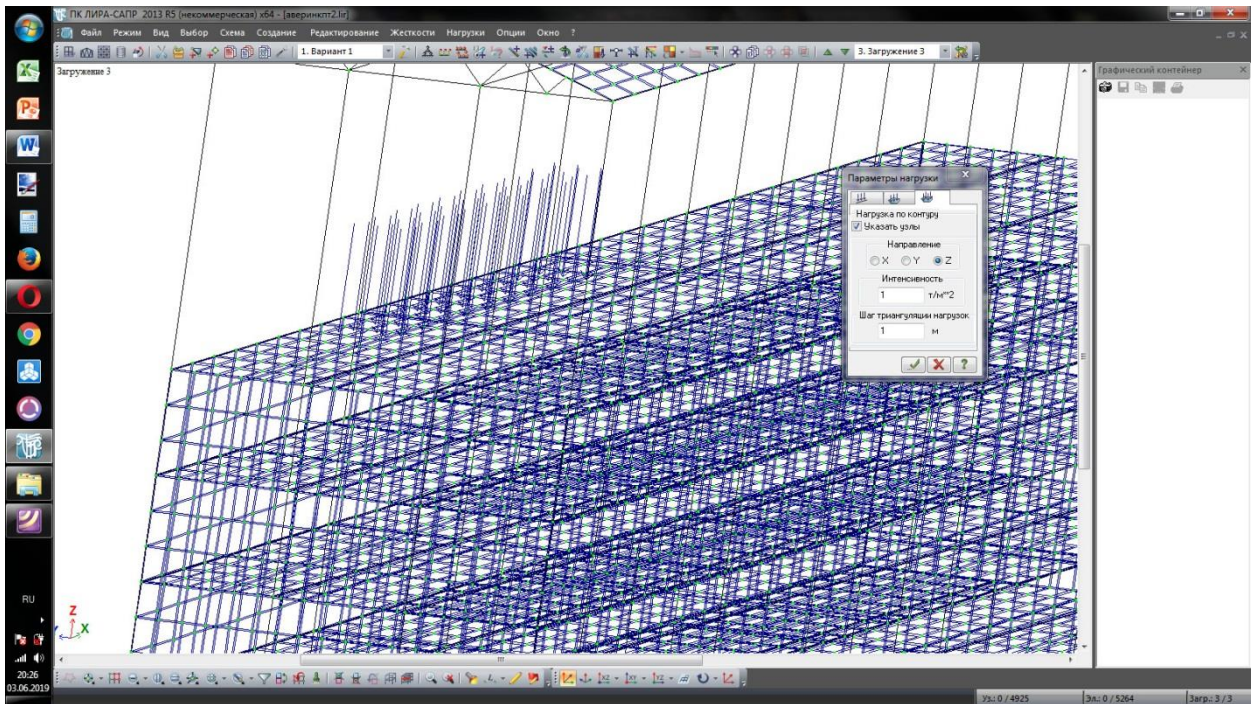 ПК ЛИРА-САПР 2013 R5 (некоммерческая) x64 - [аверинкпт2.lir]
Файл Режим Вид Выбор Схема Создание Редактирование Жесткости Нагрузки Опции Окно ?
1. Вариант 1
3. Загружение 3
Загружение 3
Графический контейнер
Параметры нагрузки
Нагрузка по контуру
Указать узлы
Направление
X Y Z
Интенсивность
1 т/м**2
Шаг триангуляции нагрузок
1 м
?
RU
Z
X
20:26
03.06.2019
Уз.: 0 / 4925 Эл.: 0 / 5264 Загр.: 3 / 3